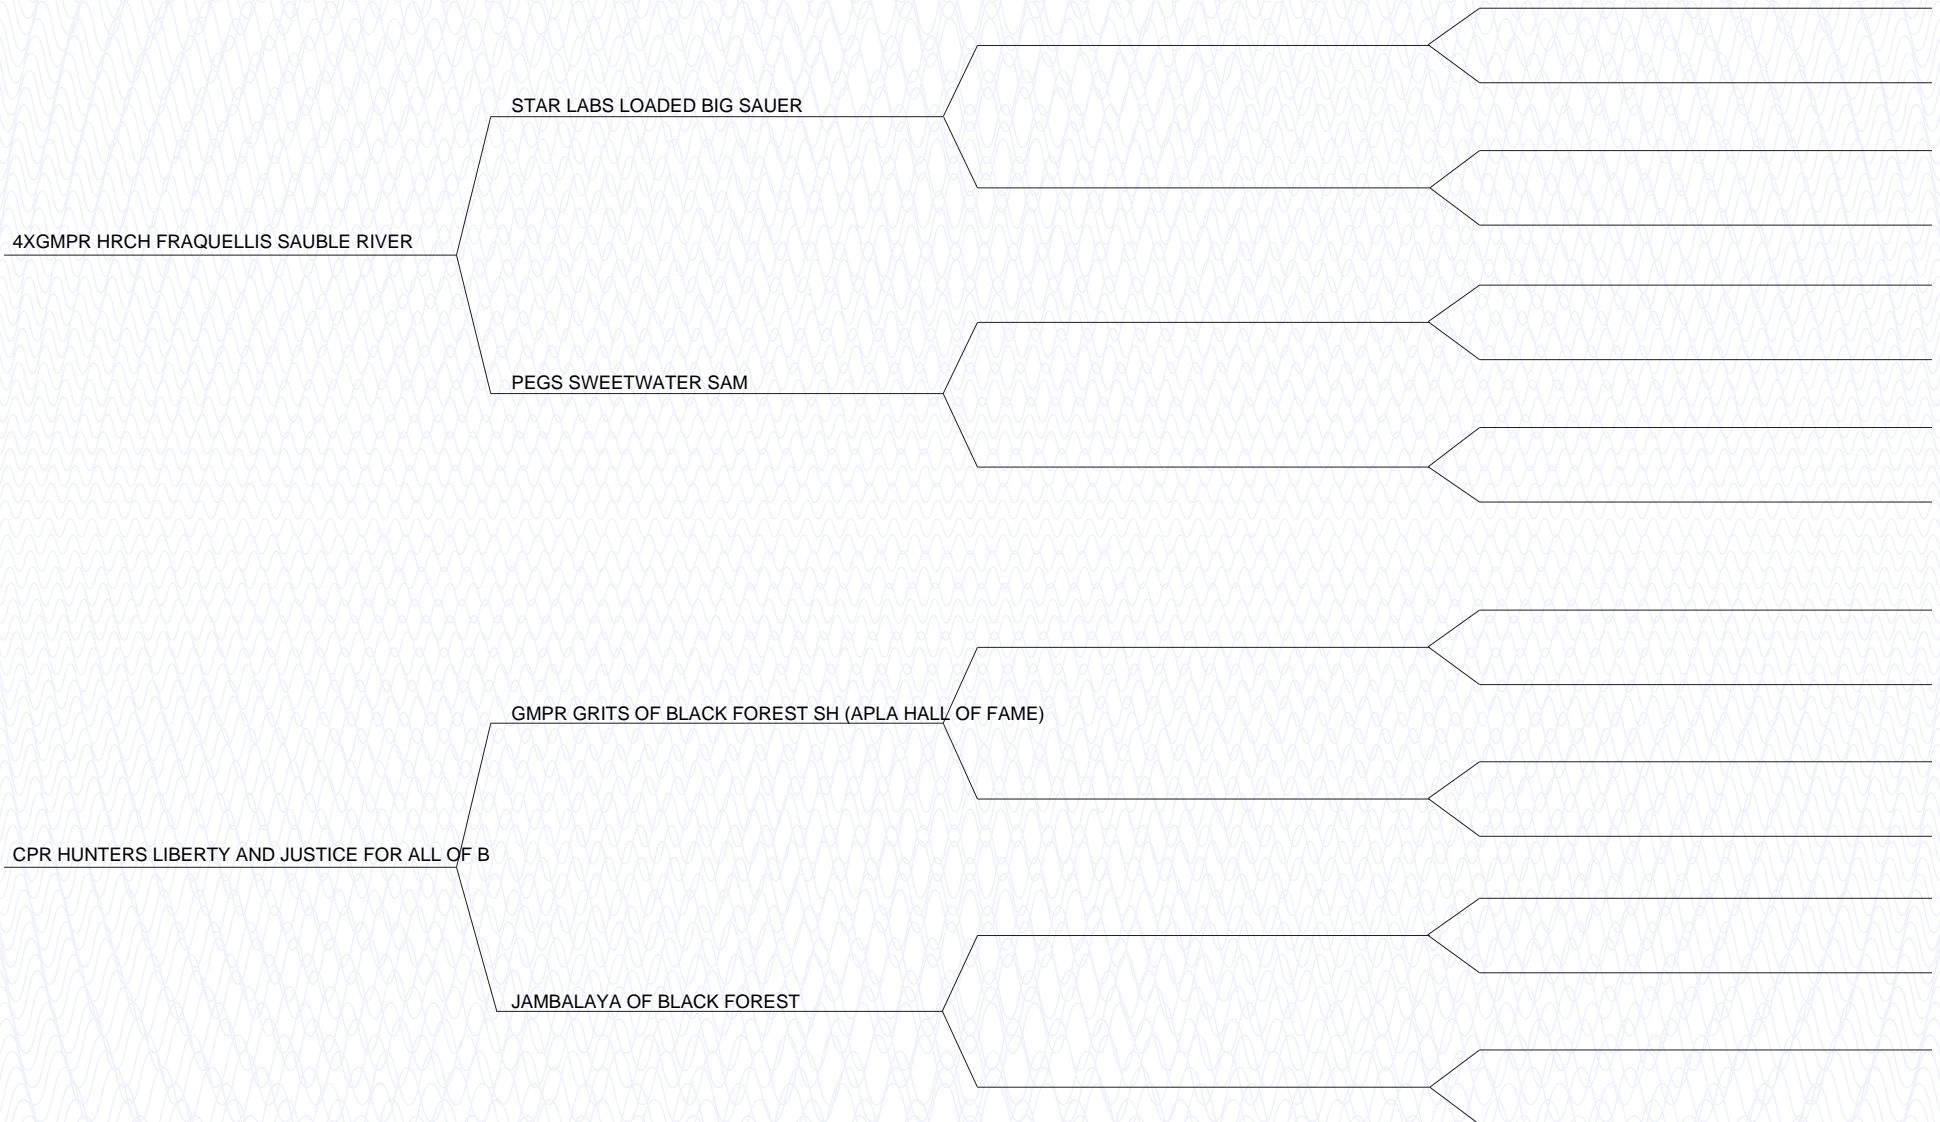 STAR LABS LOADED BIG SAUER
4XGMPR HRCH FRAQUELLIS SAUBLE RIVER
PEGS SWEETWATER SAM
GMPR GRITS OF BLACK FOREST SH (APLA HALL OF FAME)
CPR HUNTERS LIBERTY AND JUSTICE FOR ALL OF B
JAMBALAYA OF BLACK FOREST